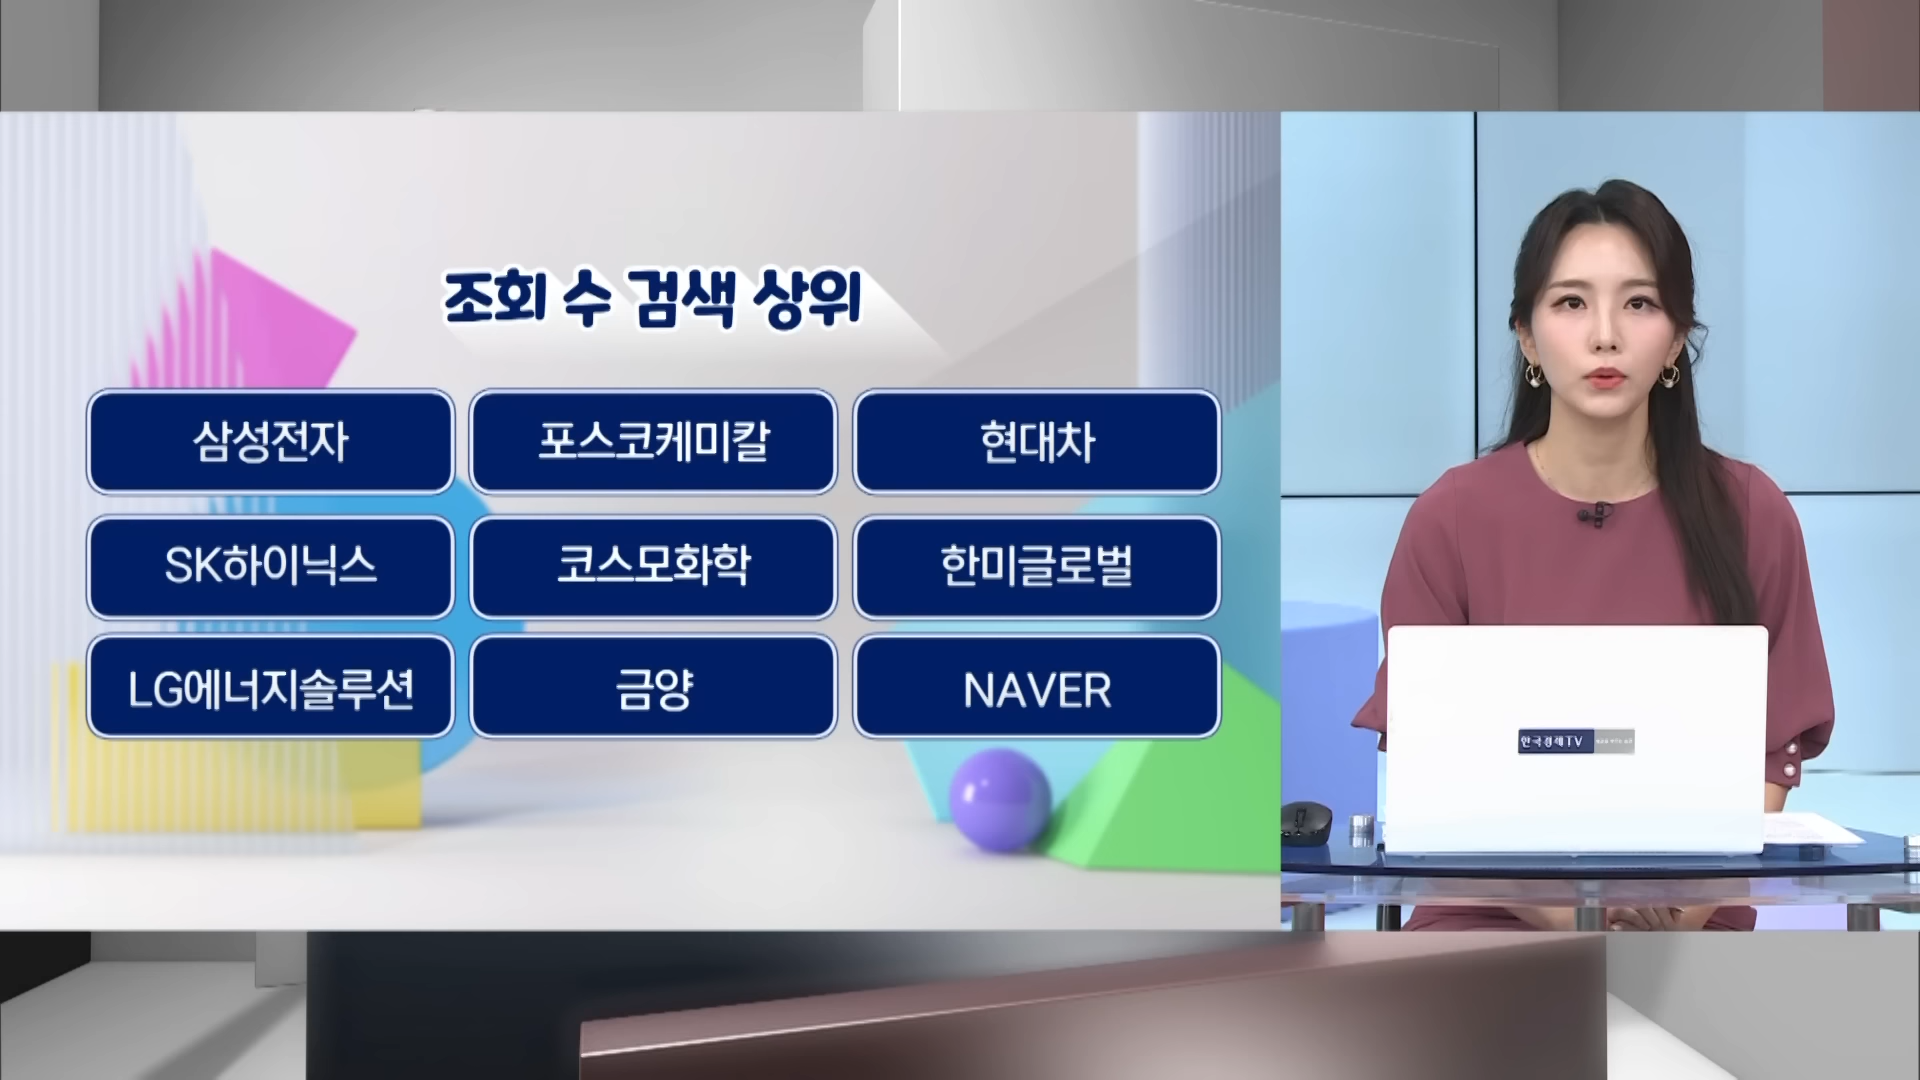 조회 수 검색 상위
삼성전자
포스코케미칼
현대차
SK하이닉스
코스모화학
한미글로벌
LG에너지솔루션
금양
NAVER
한국경제TV